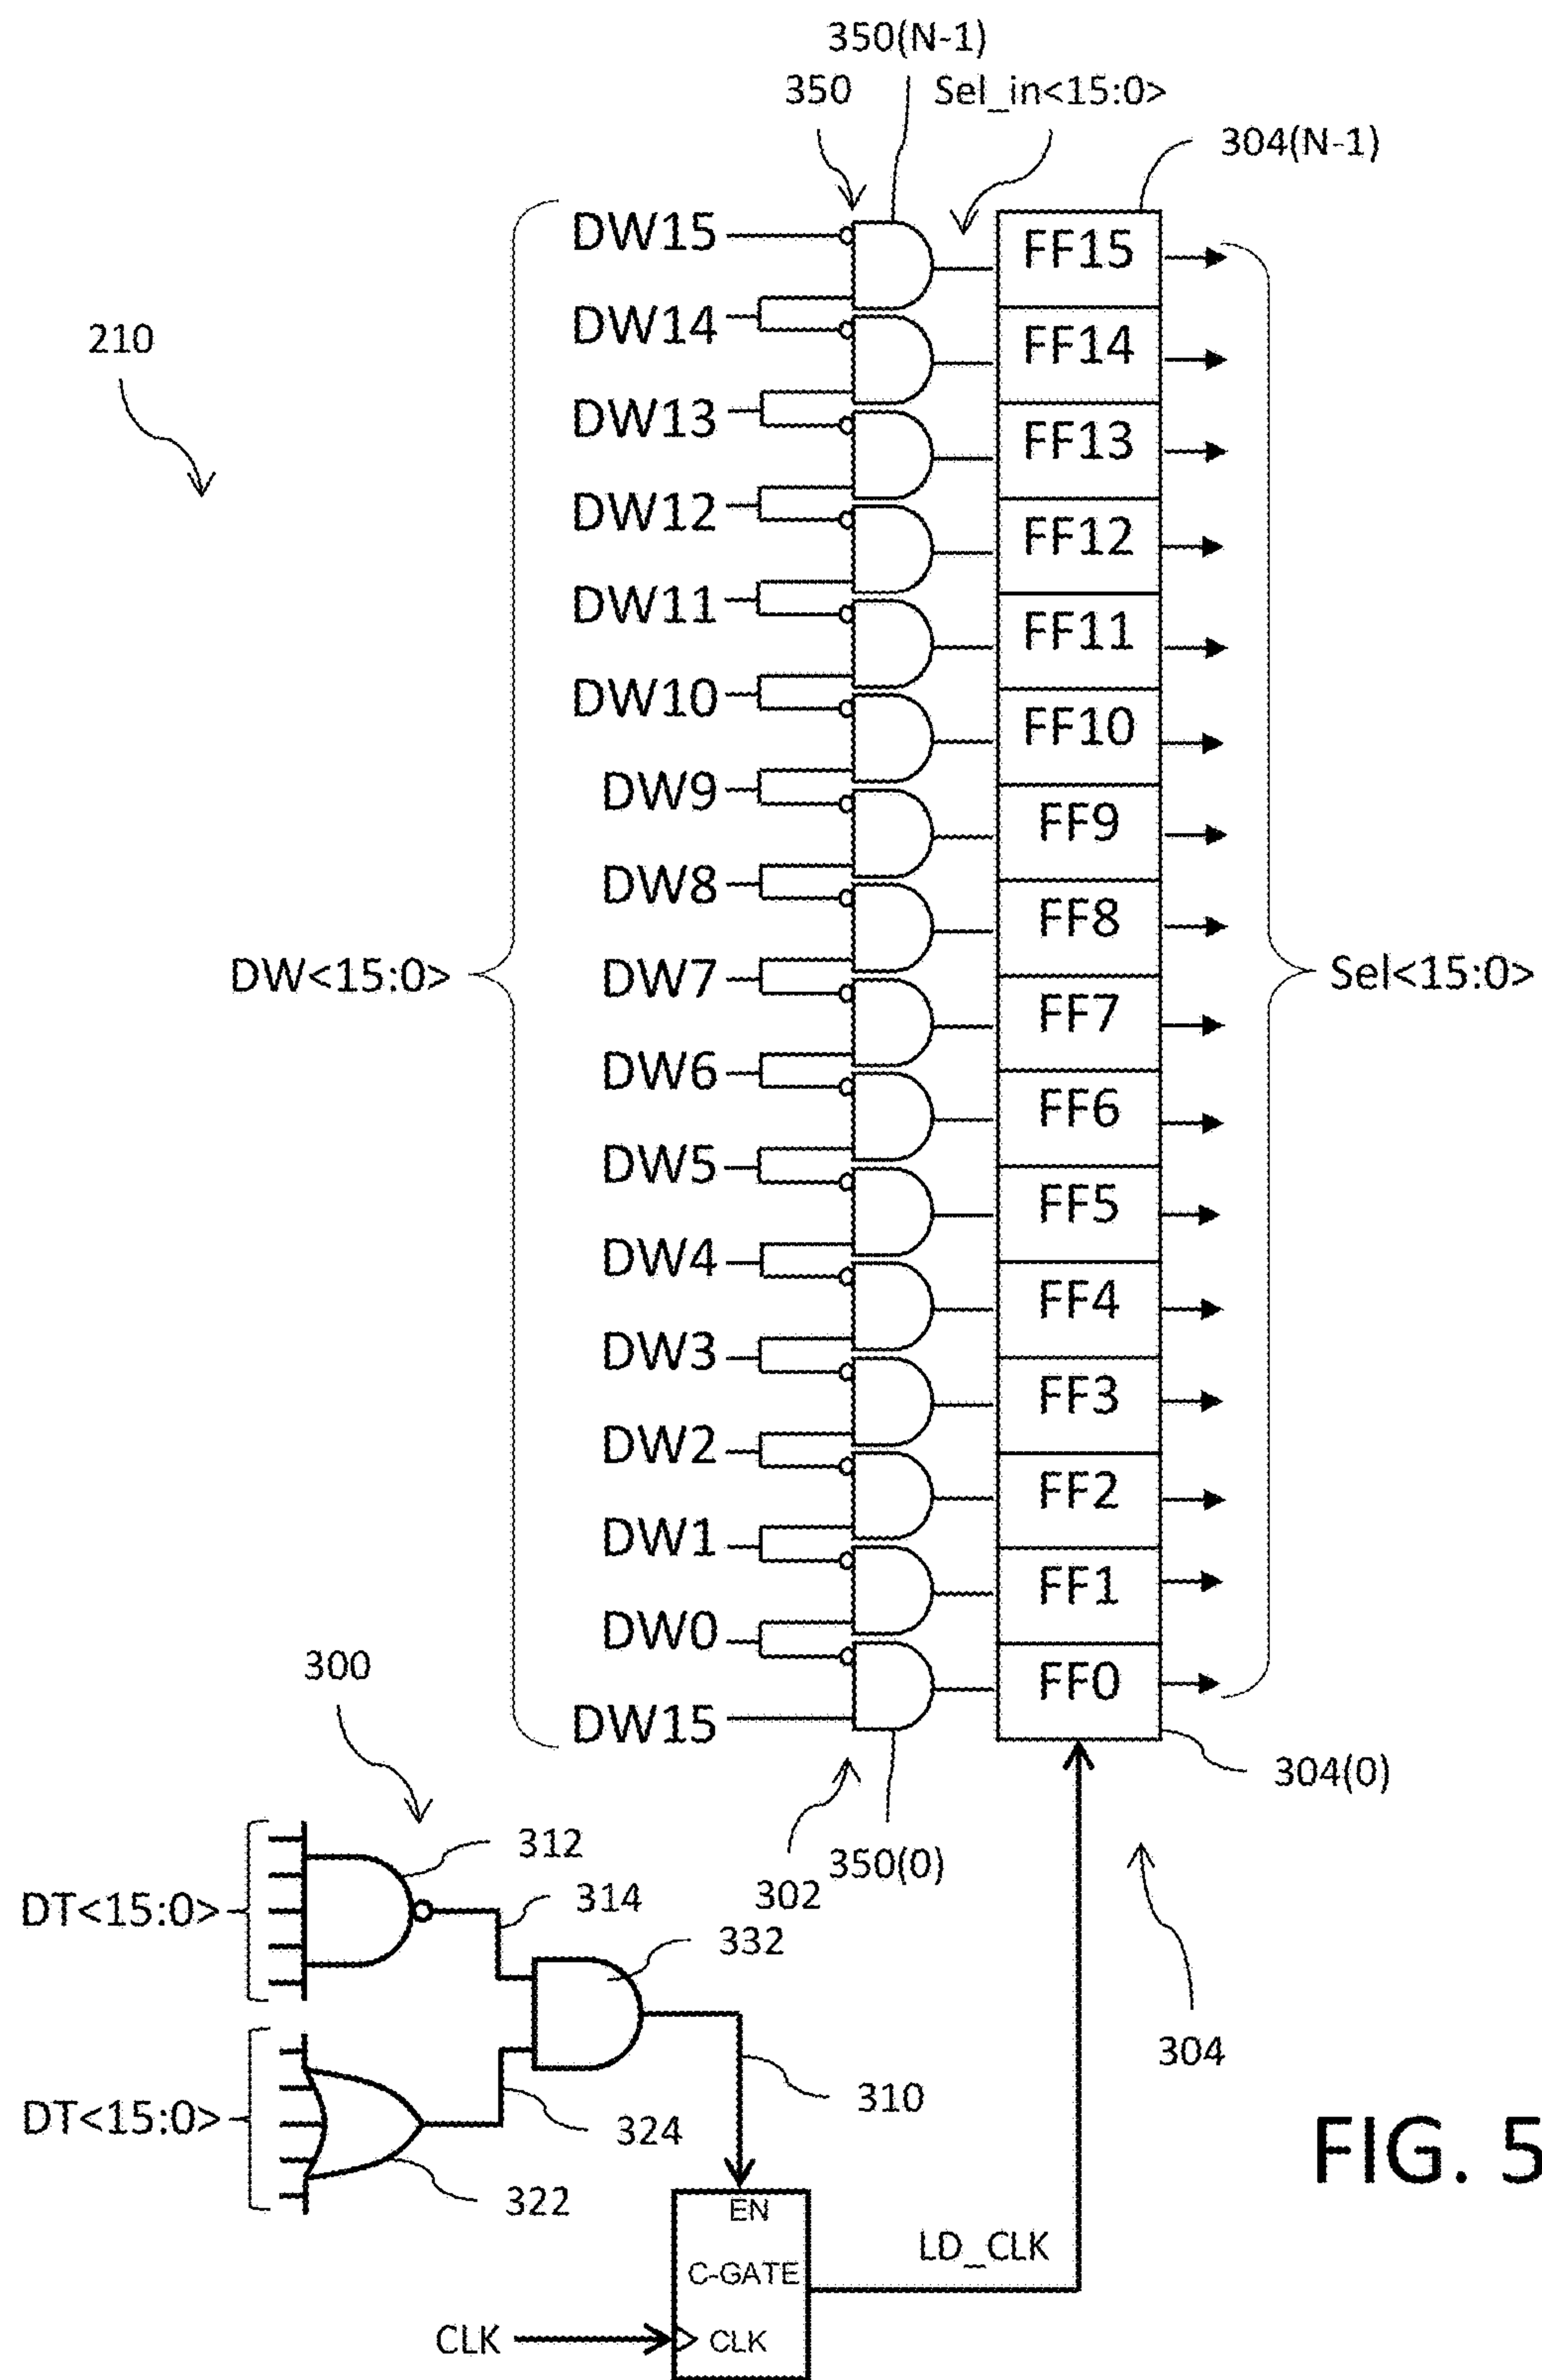 350(N-1)
350
Sel_in<15:0>
304(N-1)
DW15
FF15
210
DW14
FF14
DW13
FF13
DW12
FF12
DW11
FF11
DW10
FF10
DW9
FF9
DW8
FF8
DW<15:0>
DW7
FF7
Sel<15:0>
DW6
FF6
DW5
FF5
DW4
FF4
DW3
FF3
DW2
FF2
DW1
FF1
DW0
300
FF0
DW15
304(0)
312
350(0)
302
314
DT<15:0>
332
304
310
DT<15:0>
324
FIG. 5
322
EN
LD_CLK
C-GATE
CLK
CLK